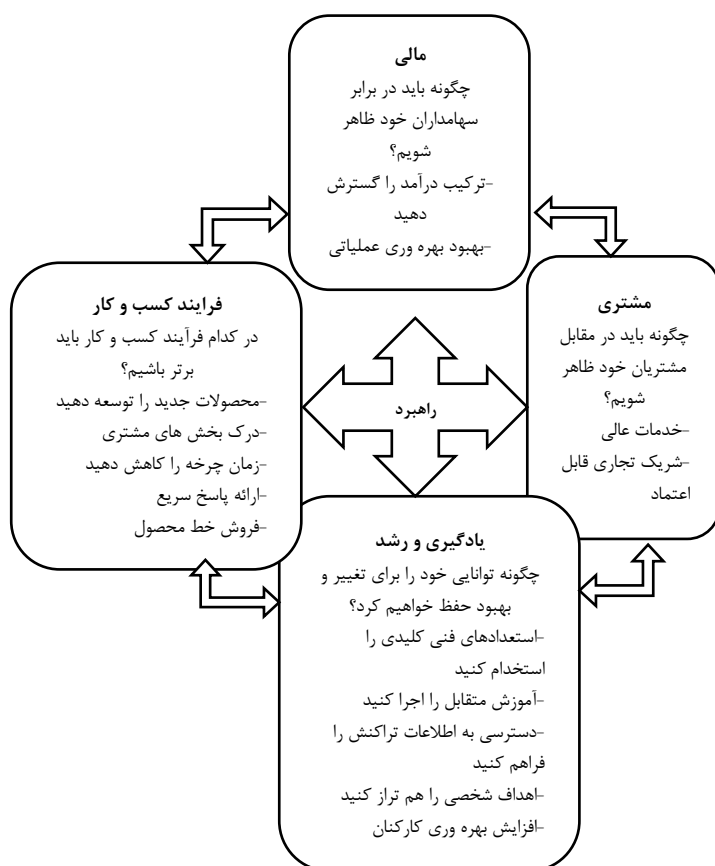 مالی
چگونه باید در برابر
سهامداران خود ظاهر
شویم؟
-ترکیب درآمد را گسترش
دهید
-بهبود بهره وری عملیاتی
مشتری
چگونه باید در مقابل
مشتریان خود ظاهر
شویم؟
-خدمات عالی
-شریک تجاری قابل
اعتماد
راهبرد
فرایند کسب و کار
در کدام فرآیند کسب و کار باید
برتر باشیم؟
-محصولات جدید را توسعه دهید
-درک بخش های مشتری
-زمان چرخه را کاهش دهید
-ارائه پاسخ سریع
-فروش خط محصول
یادگیری و رشد
چگونه توانایی خود را برای تغییر و
بهبود حفظ خواهیم کرد؟
-استعدادهای فنی کلیدی را
استخدام کنید
-آموزش متقابل را اجرا کنید
-دسترسی به اطلاعات تراکنش را
فراهم کنید
-اهداف شخصی را هم تراز کنید
-افزایش بهره وری کارکنان